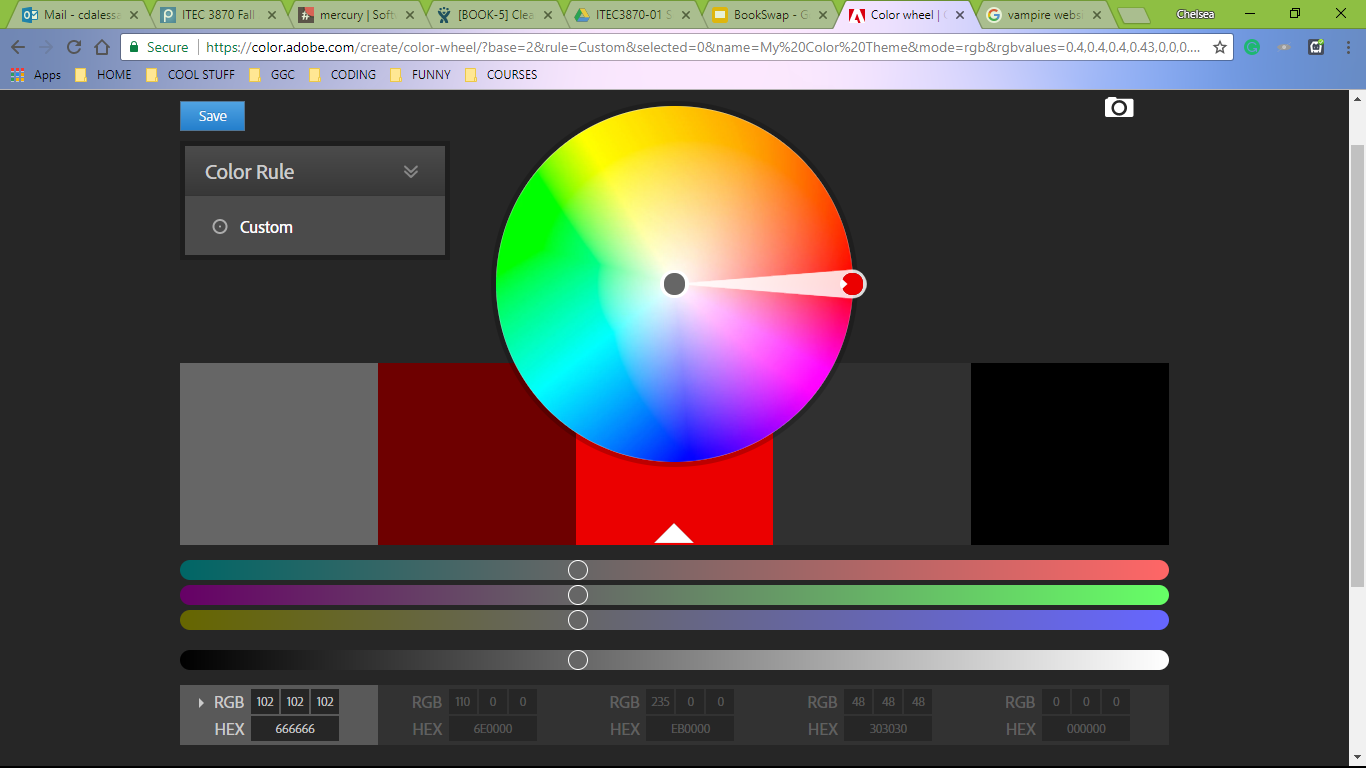 Mail - cdalessa
ITEC 3870 Fall
mercury | Softw
[BOOK-5] Clea
ITEC3870-01 S
BookSwap - G
Color wheel | C
vampire webs
Chelsea
Secure
https://color.adobe.com/create/color-wheel/?base=2&rule=Custom&selected=0&name=My%20Color%20Theme&mode=rgb&rgbvalues=0.4,0.4,0.4,0.43,0,0,0....
Apps HOME COOL STUFF GGC CODING FUNNY COURSES
Save
Color Rule
Custom
RGB 102 102 102 RGB 110 0 0 RGB 235 0 0 RGB 48 48 48 RGB 0 0 0
HEX 666666 HEX 6E0000 HEX EB0000 HEX 303030 HEX 000000